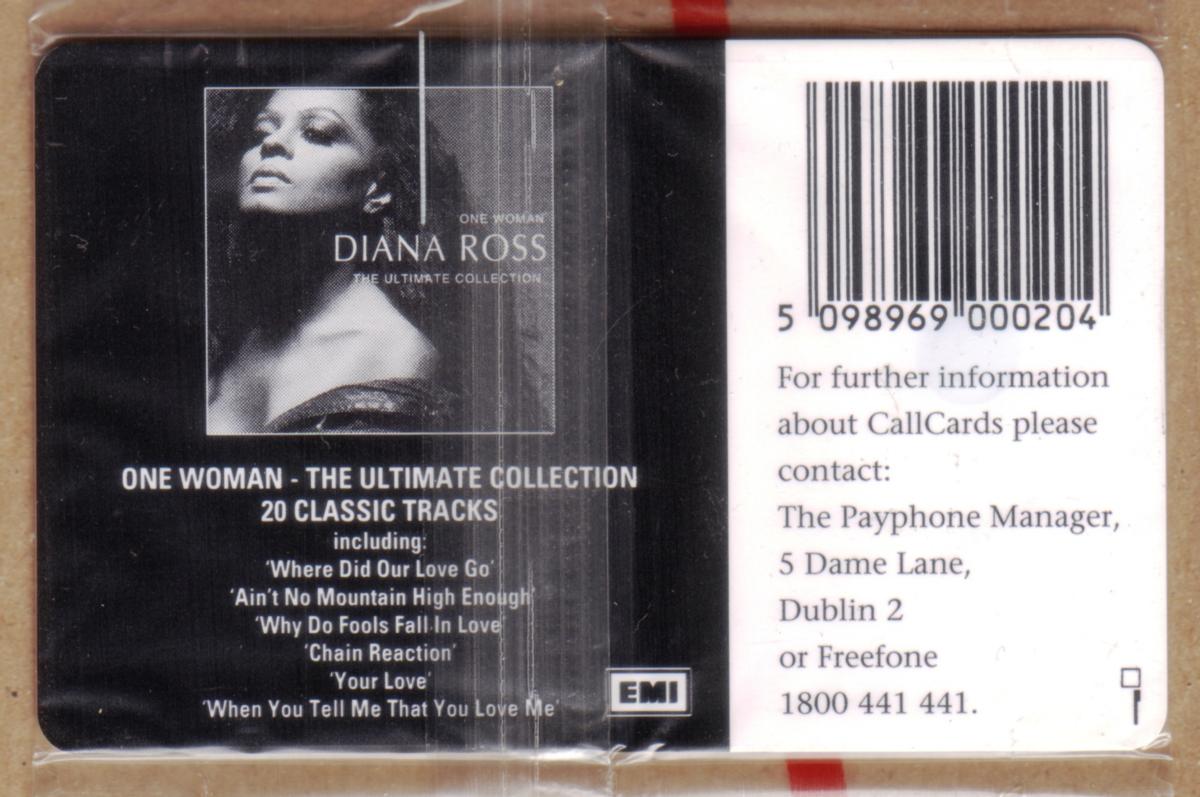 ONE WOMAN
DIANA ROSS
THE ULTIMATE COLLECTION
ONE WOMAN - THE ULTIMATE COLLECTION
20 CLASSIC TRACKS
including:
'Where Did Our Love Go'
'Ain't No Mountain High Enough'
'Why Do Fools Fall In Love'
'Chain Reaction'
'Your Love'
'When You Tell Me That You Love Me'
EMI
5 098969 000204
For further information
about CallCards please
contact:
The Payphone Manager,
5 Dame Lane,
Dublin 2
or Freefone
1800 441 441.